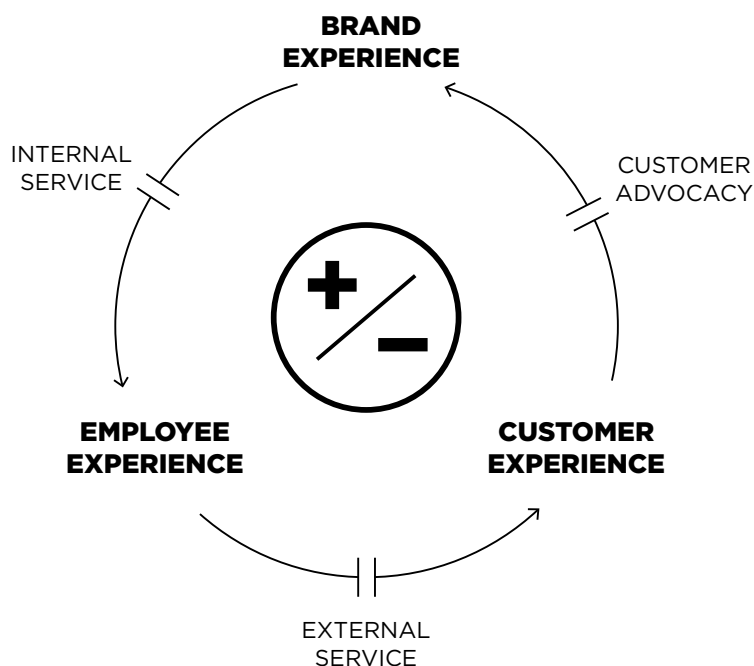 BRAND
EXPERIENCE
INTERNAL
SERVICE
CUSTOMER
ADVOCACY
+
−
EMPLOYEE
EXPERIENCE
CUSTOMER
EXPERIENCE
EXTERNAL
SERVICE